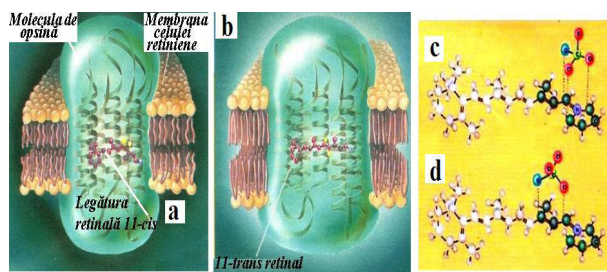 Molecula de
opsină
Membrana
celulei
retiniene
b
Legătura
retinală 11-cis
a
11-trans retinal
c
d